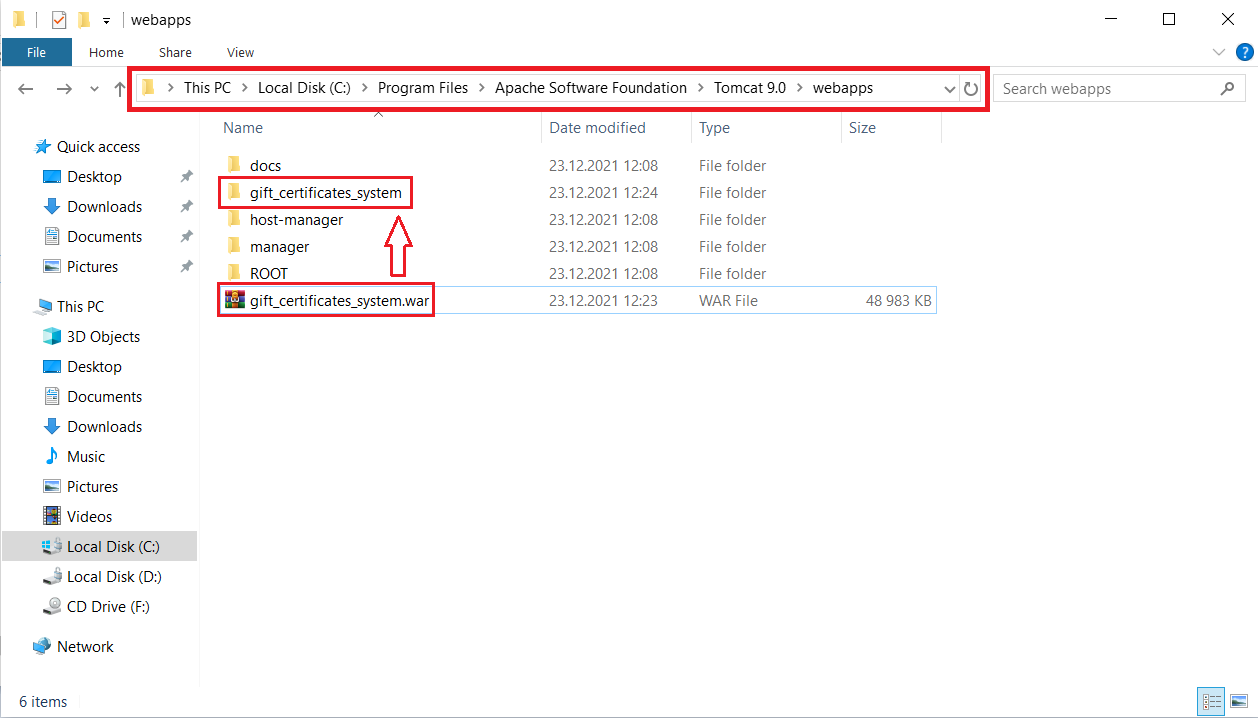 webapps
File Home Share View
This PC Local Disk (C:) Program Files Apache Software Foundation Tomcat 9.0 webapps
Search webapps
Name Date modified Type Size
docs 23.12.2021 12:08 File folder
gift_certificates_system 23.12.2021 12:24 File folder
host-manager 23.12.2021 12:08 File folder
manager 23.12.2021 12:08 File folder
ROOT 23.12.2021 12:08 File folder
gift_certificates_system.war 23.12.2021 12:23 WAR File 48 983 KB
Quick access
Desktop
Downloads
Documents
Pictures
This PC
3D Objects
Desktop
Documents
Downloads
Music
Pictures
Videos
Local Disk (C:)
Local Disk (D:)
CD Drive (F:)
Network
6 items